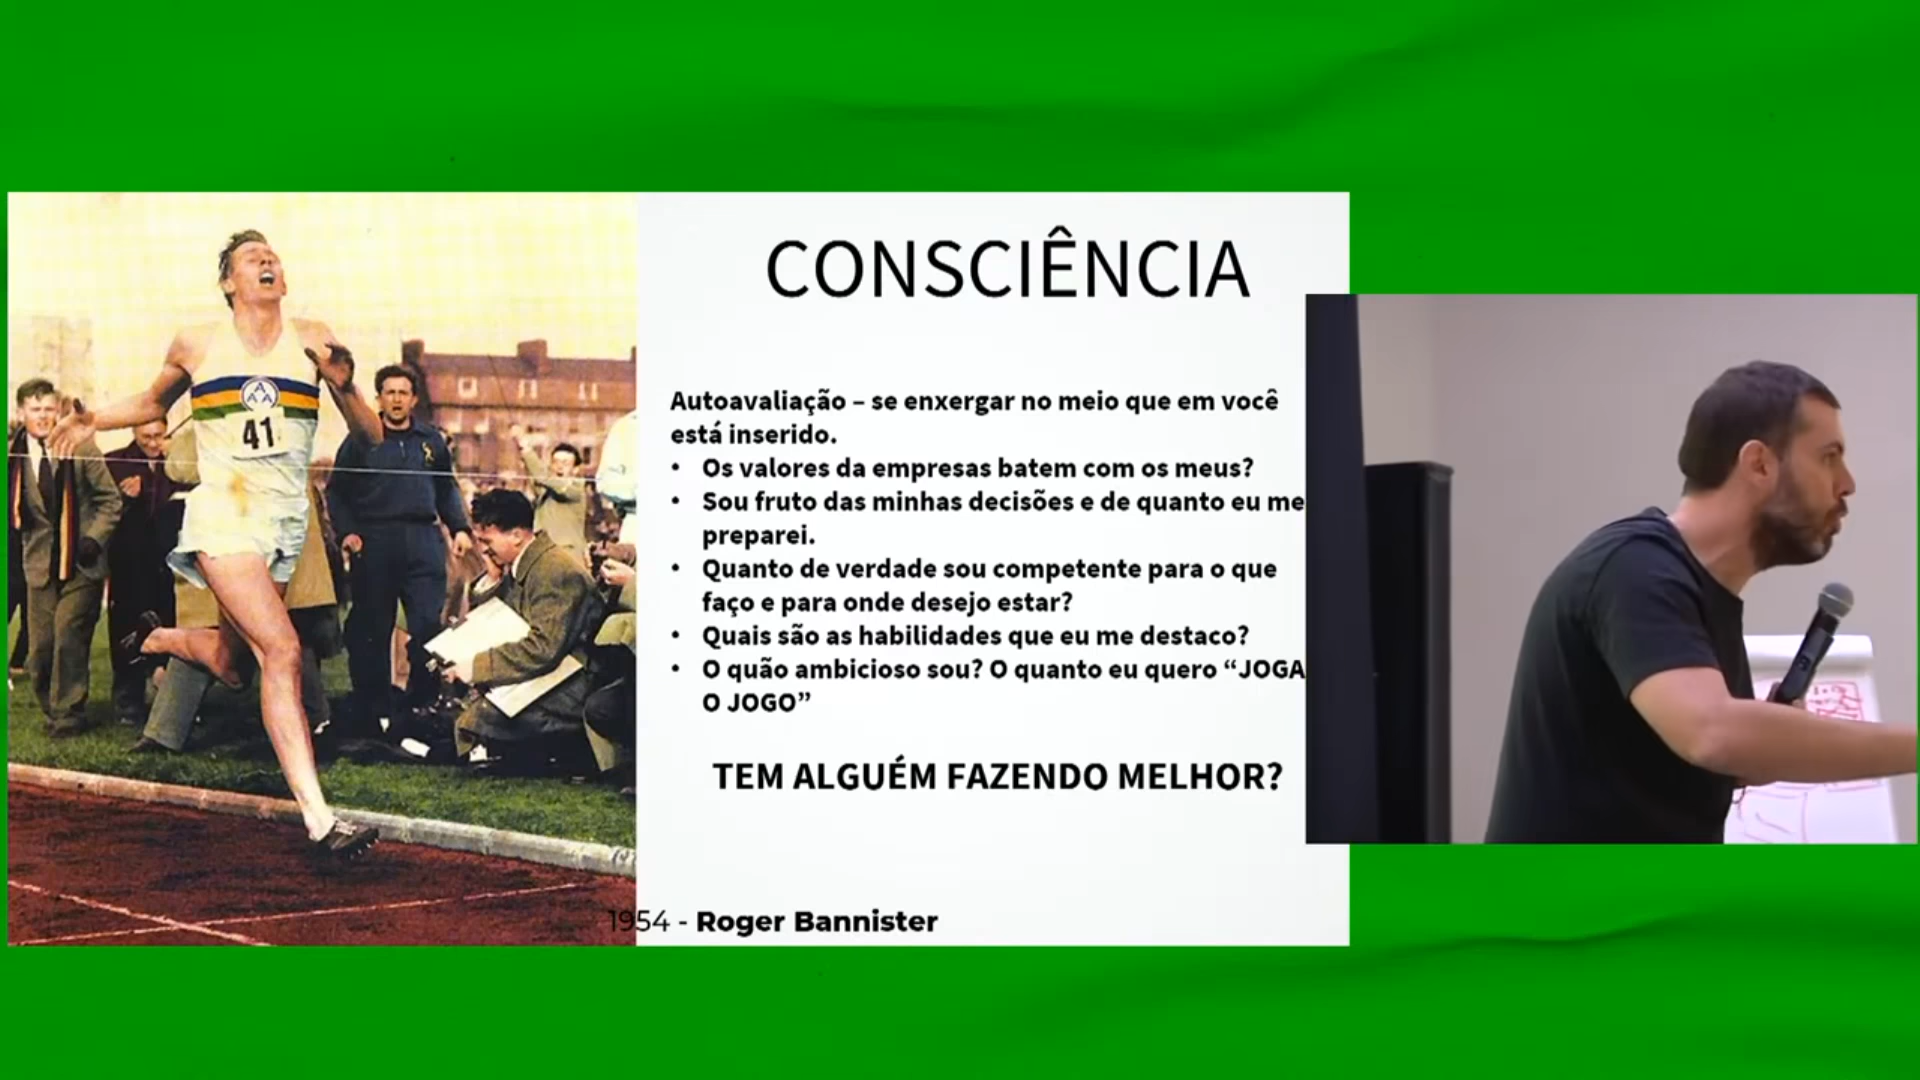 CONSCIÊNCIA
Autoavaliação – se enxergar no meio que em você
está inserido.
• Os valores da empresas batem com os meus?
• Sou fruto das minhas decisões e de quanto eu me
preparei.
• Quanto de verdade sou competente para o que
faço e para onde desejo estar?
• Quais são as habilidades que eu me destaco?
• O quão ambicioso sou? O quanto eu quero “JOGA
O JOGO”
TEM ALGUÉM FAZENDO MELHOR?
1954 - Roger Bannister
AAA
41